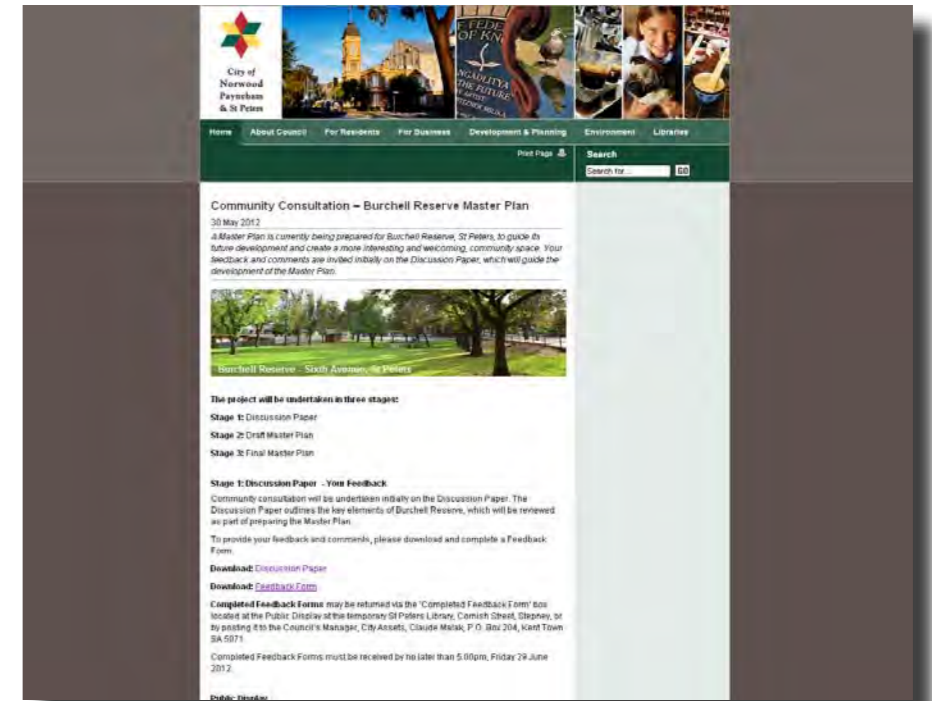 City of
Norwood
Payneham
& St Peters
F FEDE
OF KN
NGADLITYA
THE FUTURE
Home About Council For Residents For Business Development & Planning Environment Libraries
Print Page
Search
Search for...
GO
Community Consultation – Burchell Reserve Master Plan
30 May 2012
A Master Plan is currently being prepared for Burchell Reserve, St Peters, to guide its
future development and create a more interesting and welcoming, community space. Your
feedback and comments are invited initially on the Discussion Paper, which will guide the
development of the Master Plan.
Burchell Reserve - Sixth Avenue, St Peters
The project will be undertaken in three stages:
Stage 1: Discussion Paper
Stage 2: Draft Master Plan
Stage 3: Final Master Plan
Stage 1: Discussion Paper - Your Feedback
Community consultation will be undertaken initially on the Discussion Paper. The
Discussion Paper outlines the key elements of Burchell Reserve, which will be reviewed
as part of preparing the Master Plan.
To provide your feedback and comments, please download and complete a Feedback
Form.
Download: Discussion Paper
Download: Feedback Form
Completed Feedback Forms may be returned via the 'Completed Feedback Form' box
located at the Public Display at the temporary St Peters Library, Cornish Street, Stepney, or
by posting it to the Council's Manager, City Assets, Claude Malak, P.O. Box 204, Kent Town
SA 5071.
Completed Feedback Forms must be received by no later than 5.00pm, Friday 29 June
2012.
Public Display